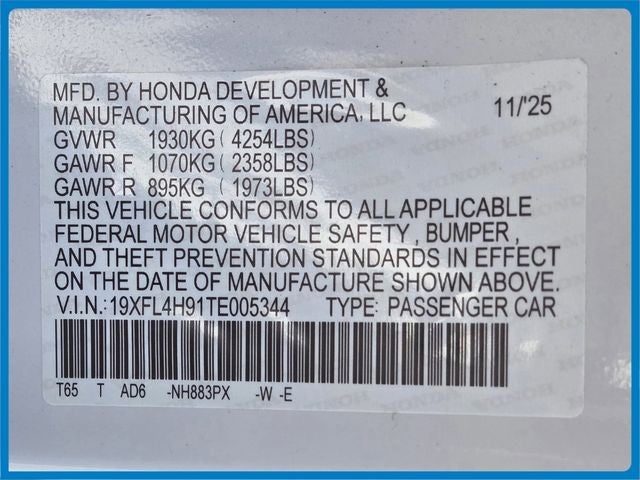 MFD. BY HONDA DEVELOPMENT &
MANUFACTURING OF AMERICA, LLC 11/'25
GVWR 1930KG ( 4254LBS)
GAWR F 1070KG ( 2358LBS)
GAWR R 895KG ( 1973LBS)
THIS VEHICLE CONFORMS TO ALL APPLICABLE
FEDERAL MOTOR VEHICLE SAFETY , BUMPER ,
AND THEFT PREVENTION STANDARDS IN EFFECT
ON THE DATE OF MANUFACTURE SHOWN ABOVE.
V.I.N.:19XFL4H91TE005344 TYPE: PASSENGER CAR
T65 T AD6 -NH883PX -W -E